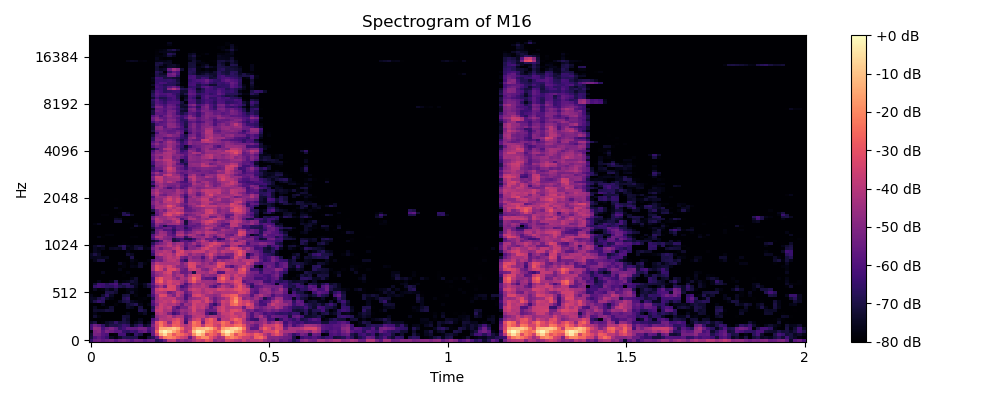 Spectrogram of M16
16384
8192
4096
2048
1024
512
0
Hz
0
0.5
1
1.5
2
Time
+0 dB
-10 dB
-20 dB
-30 dB
-40 dB
-50 dB
-60 dB
-70 dB
-80 dB